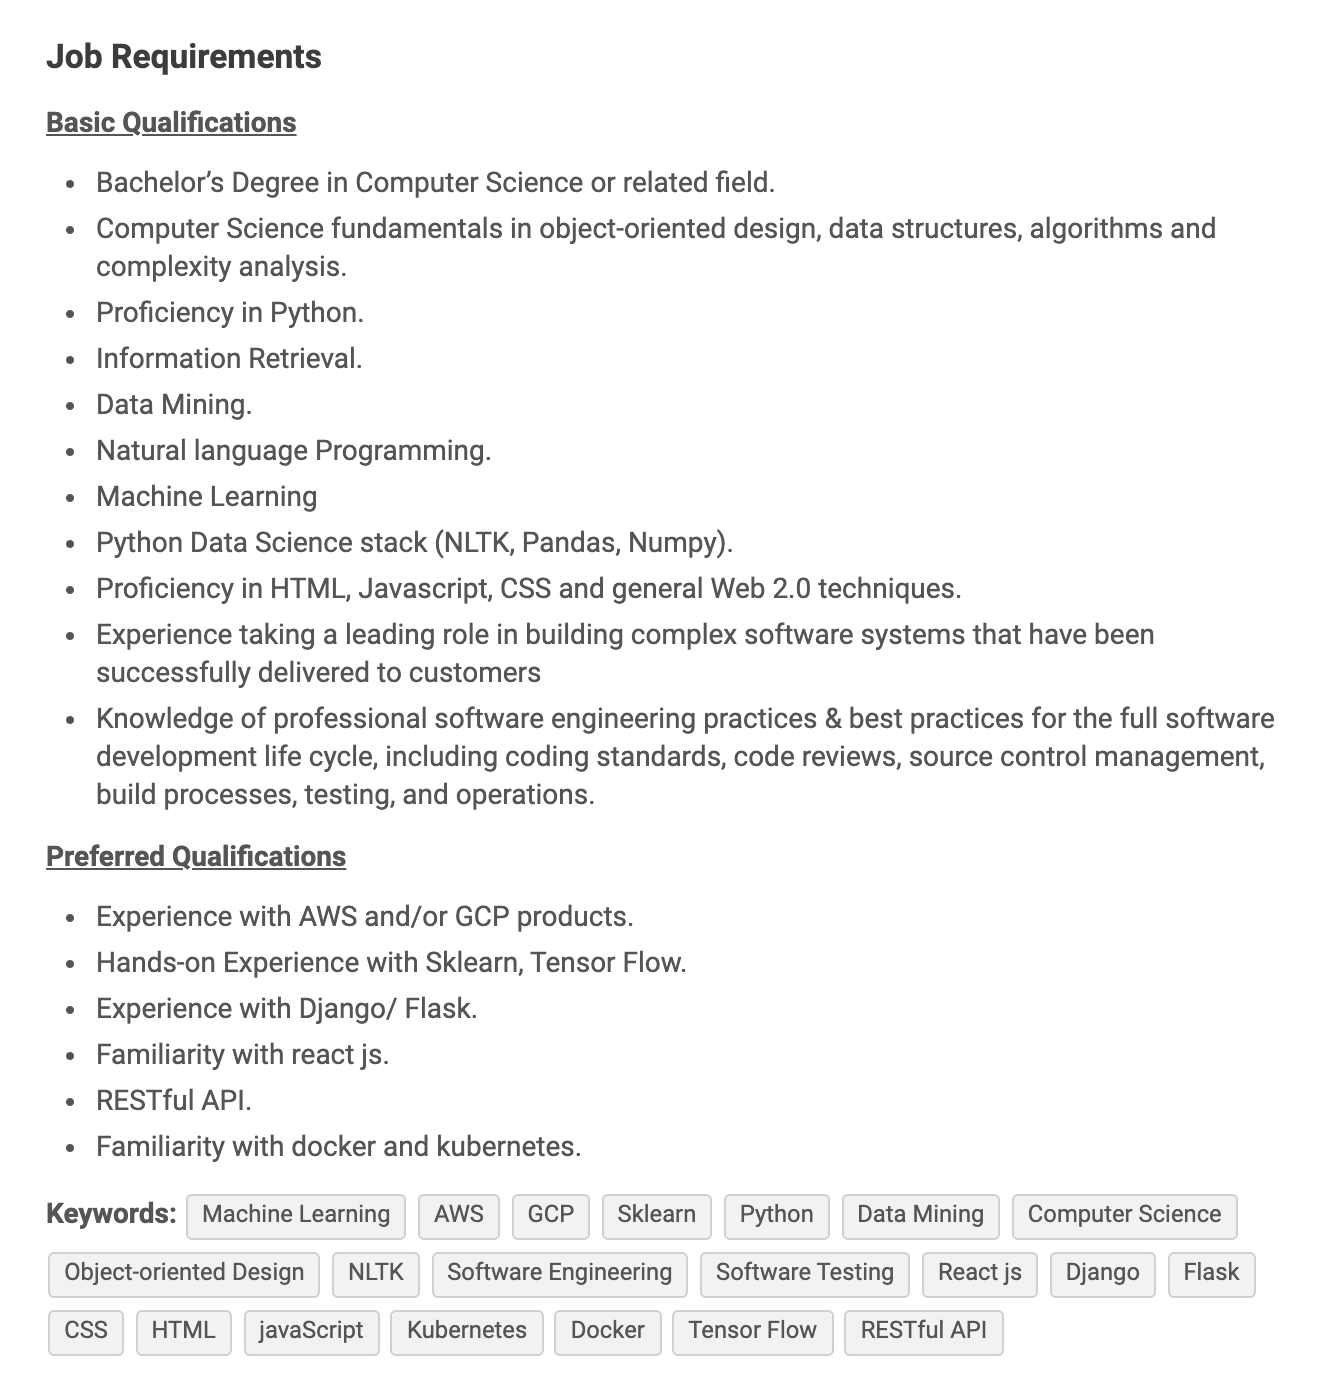 Job Requirements
Basic Qualifications
• Bachelor’s Degree in Computer Science or related field.
• Computer Science fundamentals in object-oriented design, data structures, algorithms and
complexity analysis.
• Proficiency in Python.
• Information Retrieval.
• Data Mining.
• Natural language Programming.
• Machine Learning
• Python Data Science stack (NLTK, Pandas, Numpy).
• Proficiency in HTML, Javascript, CSS and general Web 2.0 techniques.
• Experience taking a leading role in building complex software systems that have been
successfully delivered to customers
• Knowledge of professional software engineering practices & best practices for the full software
development life cycle, including coding standards, code reviews, source control management,
build processes, testing, and operations.
Preferred Qualifications
• Experience with AWS and/or GCP products.
• Hands-on Experience with Sklearn, Tensor Flow.
• Experience with Django/ Flask.
• Familiarity with react js.
• RESTful API.
• Familiarity with docker and kubernetes.
Keywords: Machine Learning AWS GCP Sklearn Python Data Mining Computer Science
Object-oriented Design NLTK Software Engineering Software Testing React js Django Flask
CSS HTML javaScript Kubernetes Docker Tensor Flow RESTful API